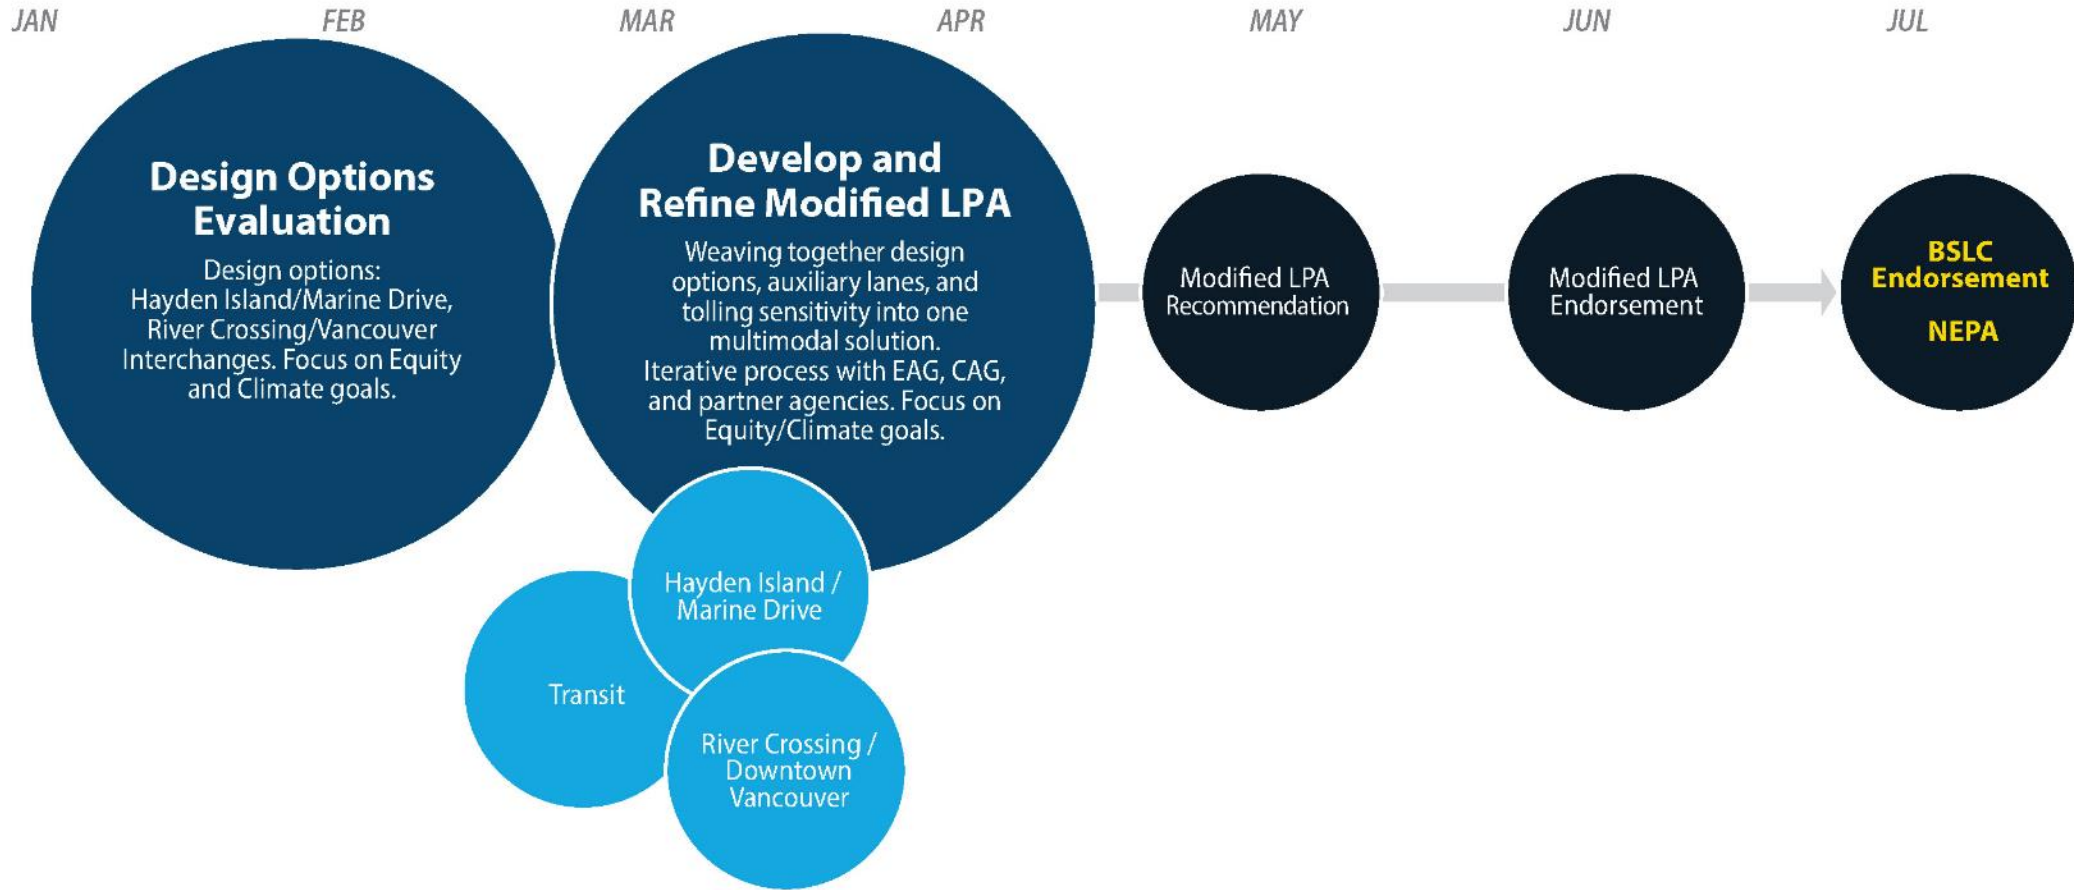 JAN FEB MAR APR MAY JUN JUL
Design Options
Evaluation
Design options:
Hayden Island/Marine Drive,
River Crossing/Vancouver
Interchanges. Focus on Equity
and Climate goals.
Develop and
Refine Modified LPA
Weaving together design
options, auxiliary lanes, and
tolling sensitivity into one
multimodal solution.
Iterative process with EAG, CAG,
and partner agencies. Focus on
Equity/Climate goals.
Modified LPA
Recommendation
Modified LPA
Endorsement
BSLC
Endorsement
NEPA
Hayden Island /
Marine Drive
Transit
River Crossing /
Downtown
Vancouver